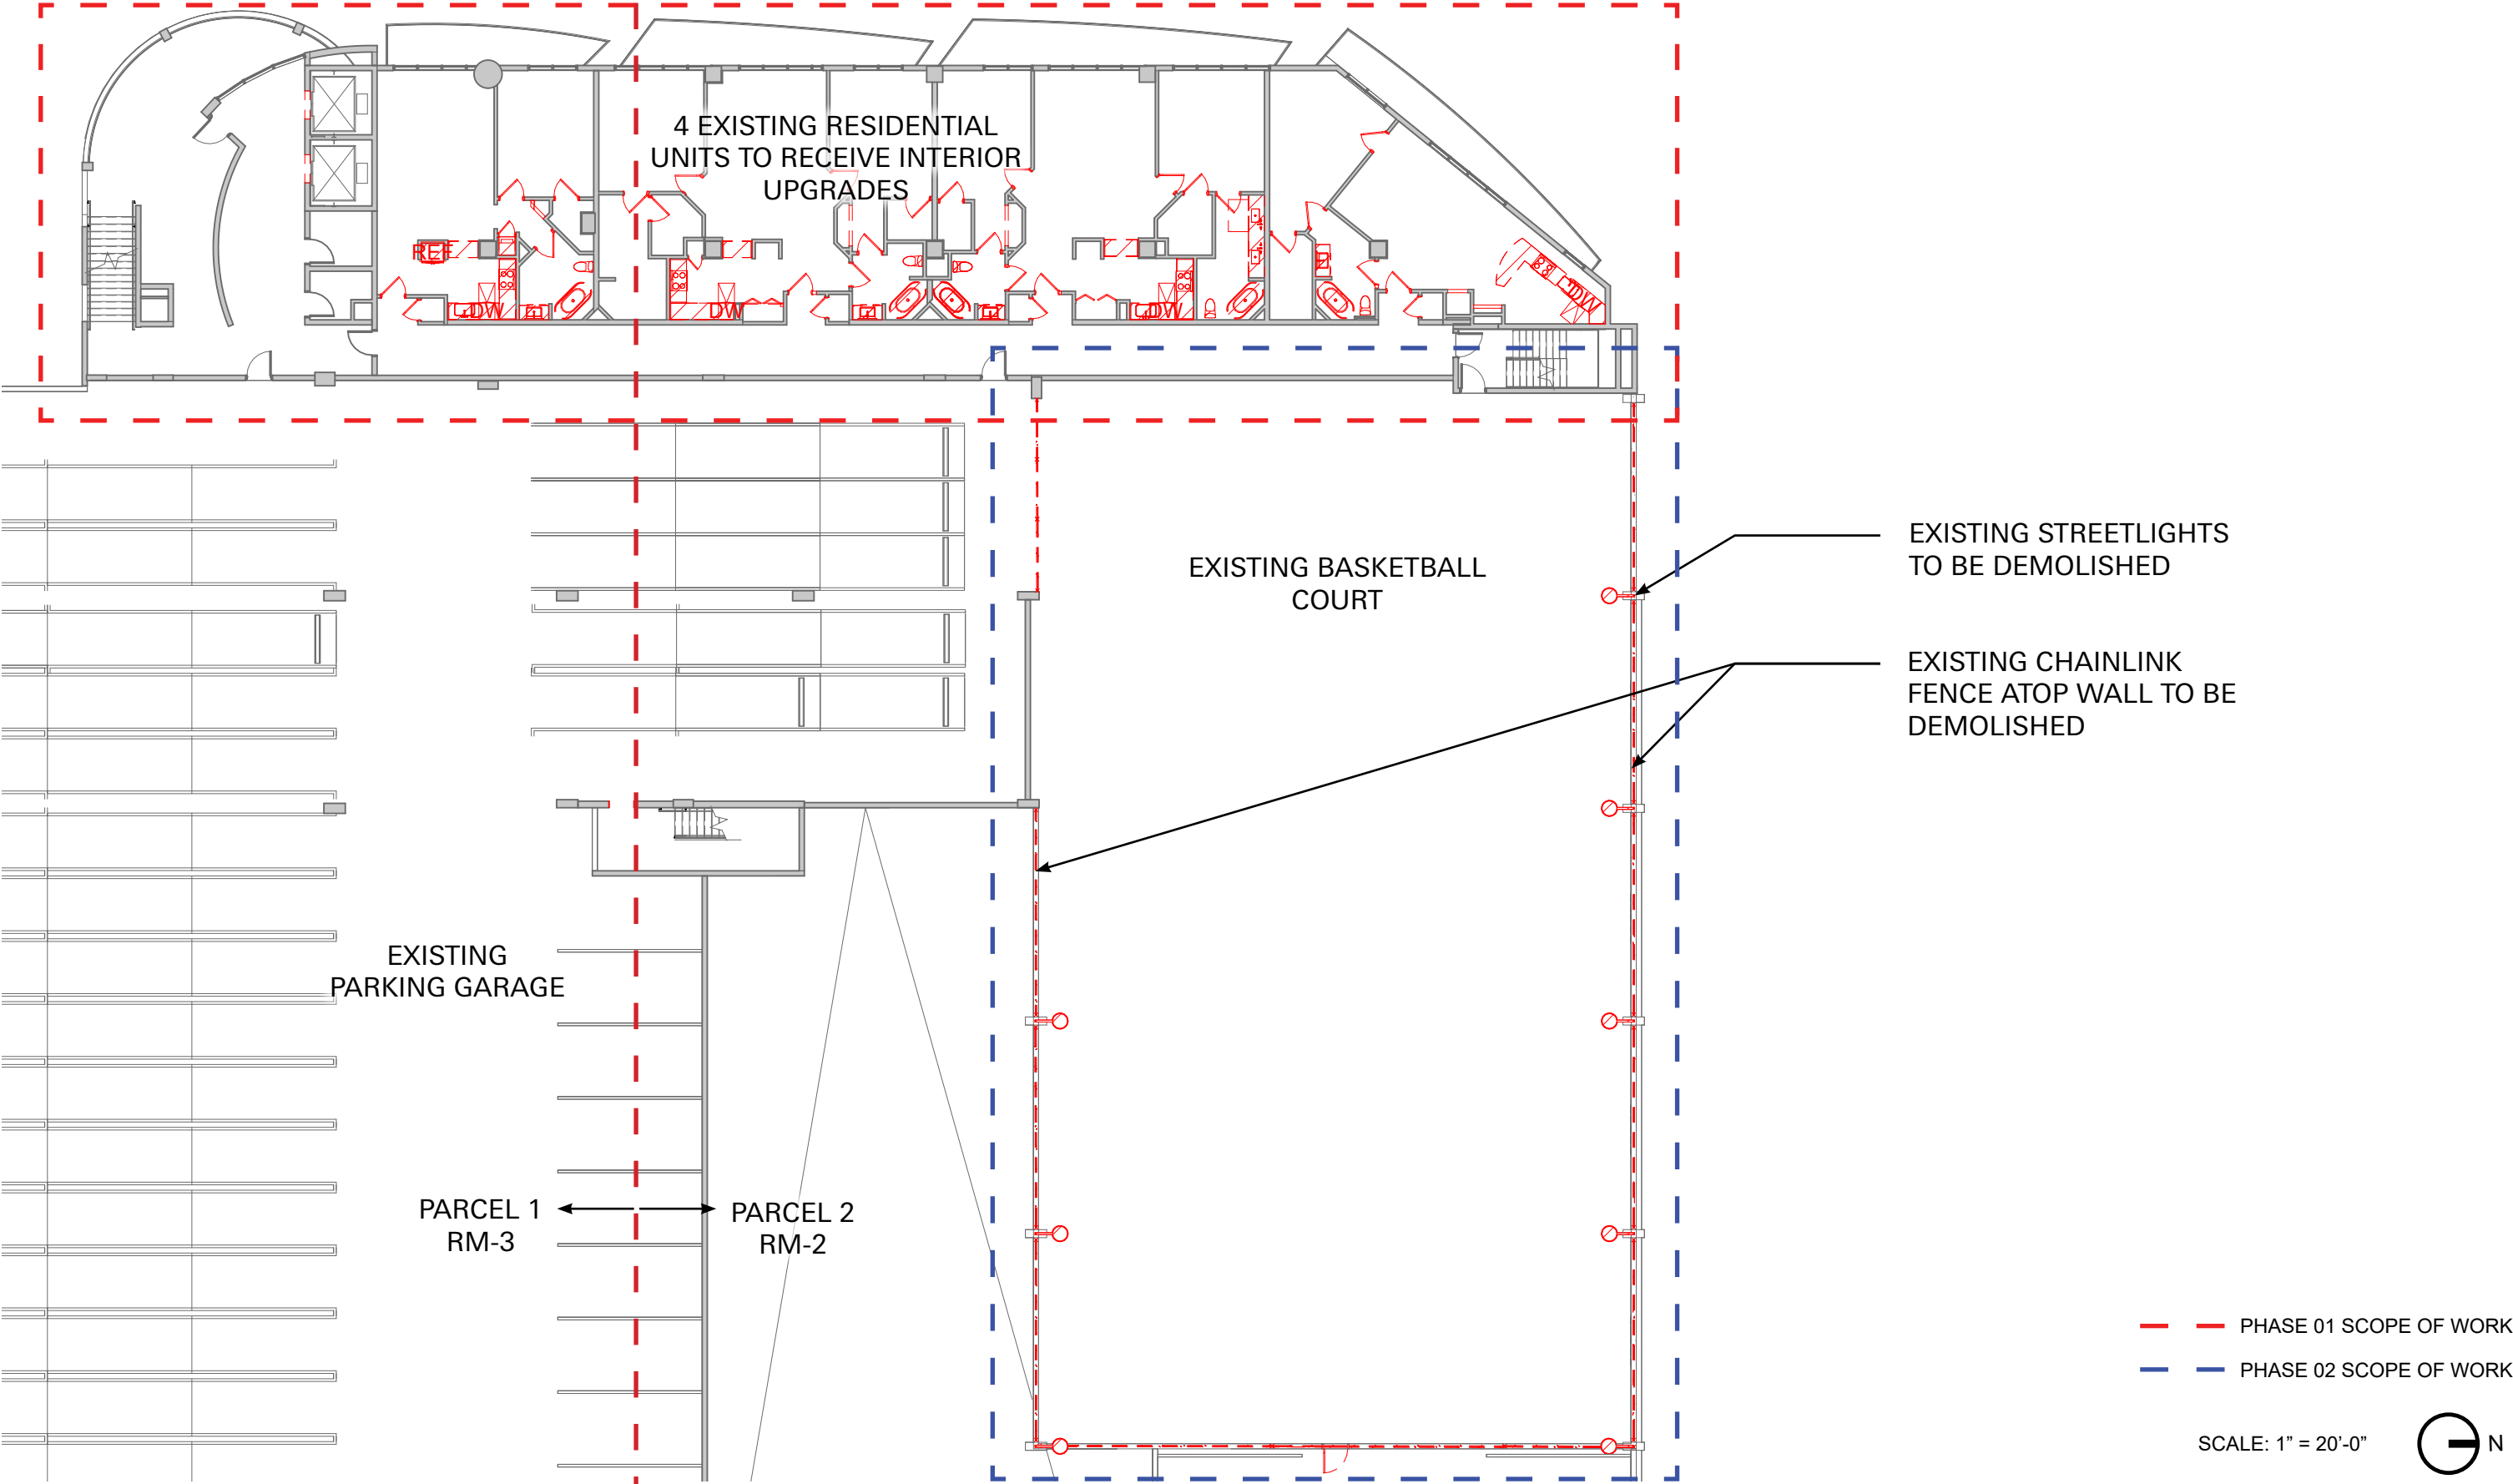 4 EXISTING RESIDENTIAL
UNITS TO RECEIVE INTERIOR
UPGRADES
REF
DW
DW
DW
DW
EXISTING BASKETBALL
COURT
EXISTING STREETLIGHTS
TO BE DEMOLISHED
EXISTING CHAINLINK
FENCE ATOP WALL TO BE
DEMOLISHED
EXISTING
PARKING GARAGE
PARCEL 1
RM-3
PARCEL 2
RM-2
PHASE 01 SCOPE OF WORK
PHASE 02 SCOPE OF WORK
SCALE: 1” = 20’-0”
N